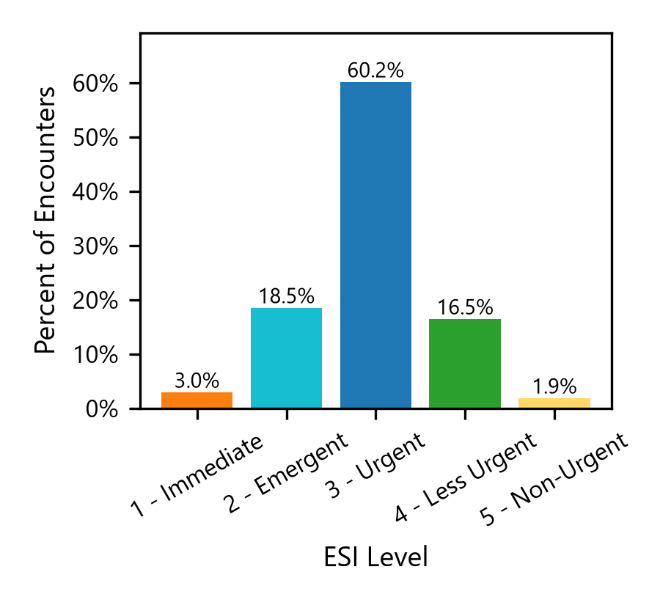 Percent of Encounters
60%
50%
40%
30%
20%
10%
0%
3.0%
18.5%
60.2%
16.5%
1.9%
1 - Immediate
2 - Emergent
3 - Urgent
4 - Less Urgent
5 - Non-Urgent
ESI Level